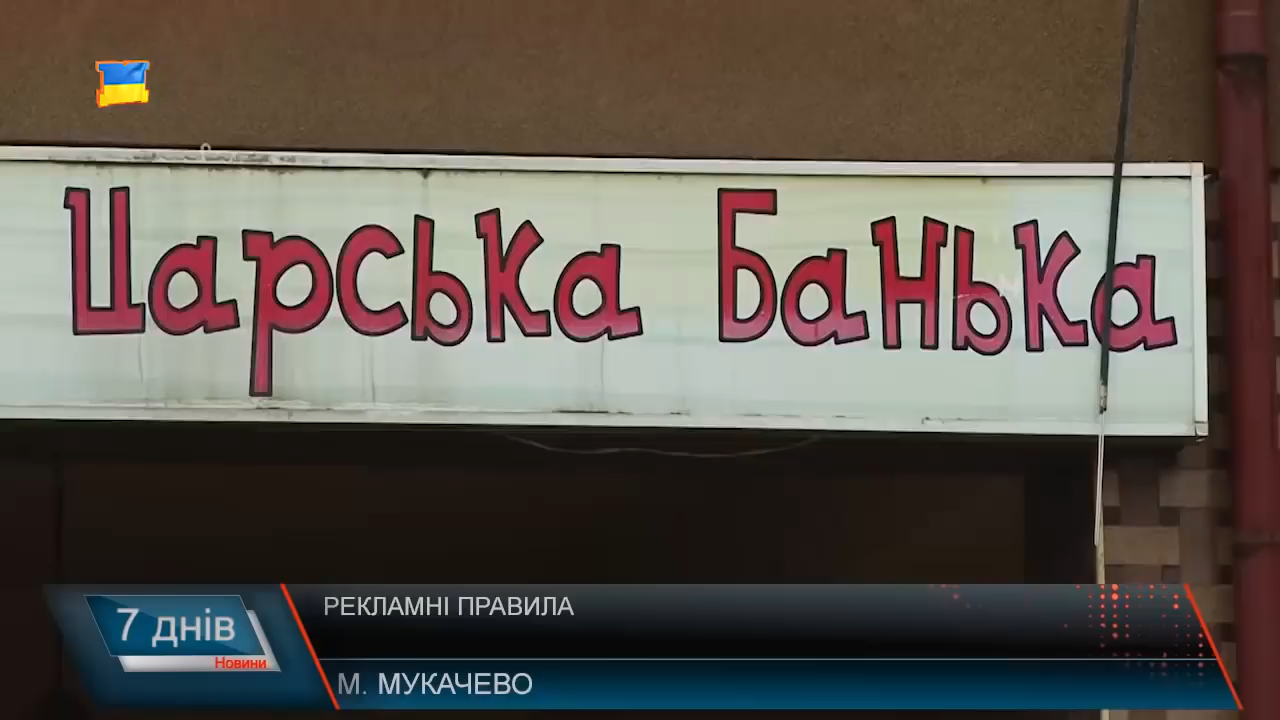 Царська Банька
РЕКЛАМНІ ПРАВИЛА
7 днів
Новини
М. МУКАЧЕВО